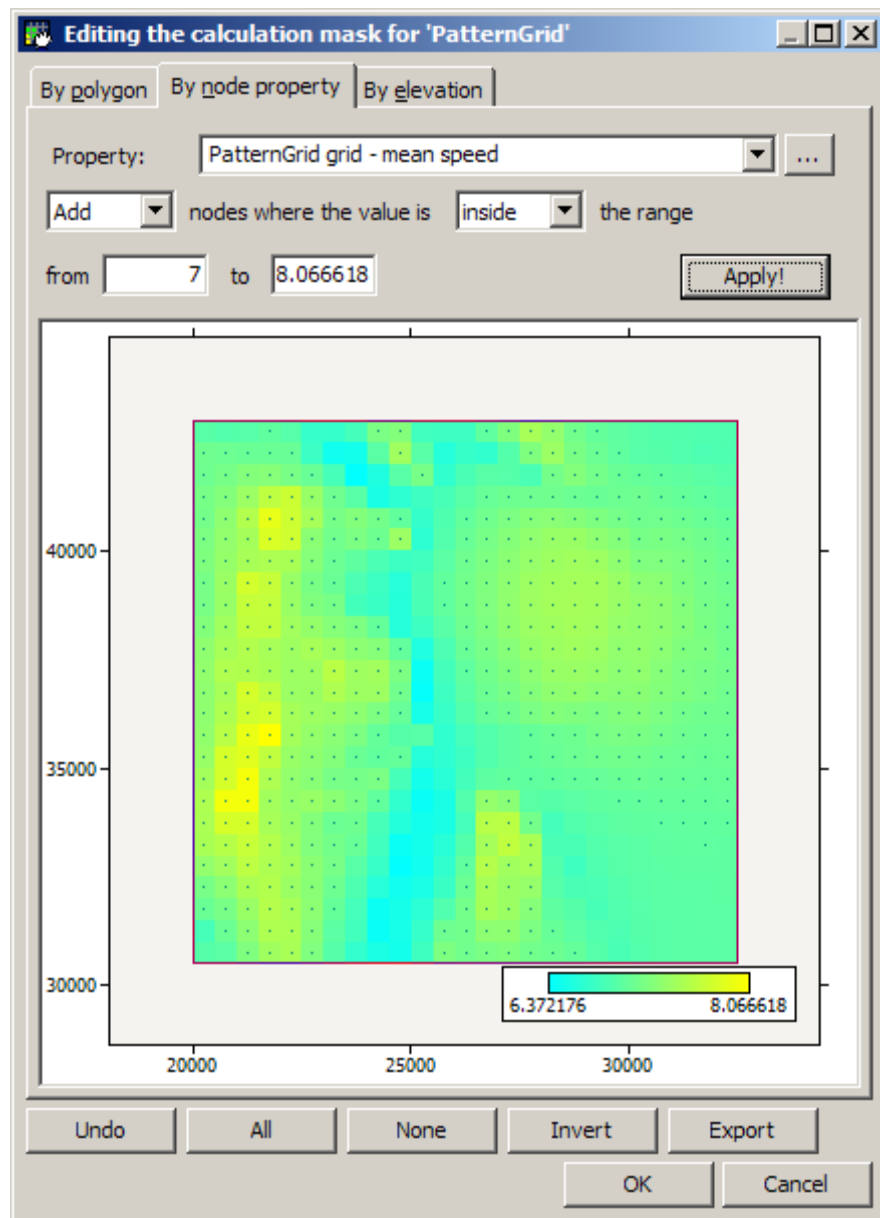 Editing the calculation mask for 'PatternGrid'
By polygon By node property By elevation
Property: PatternGrid grid - mean speed ...
Add nodes where the value is inside the range
from 7 to 8.066618 Apply!
40000
35000
30000
6.372176 8.066618
20000 25000 30000
Undo All None Invert Export
OK Cancel